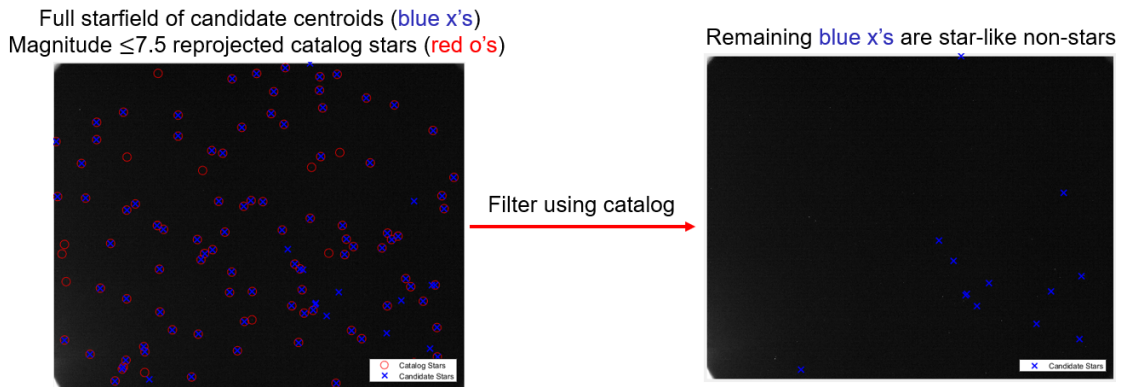 Full starfield of candidate centroids (blue x's)
Magnitude ≤7.5 reprojected catalog stars (red o's)
Catalog Stars
Candidate Stars
Filter using catalog
Remaining blue x's are star-like non-stars
Candidate Stars